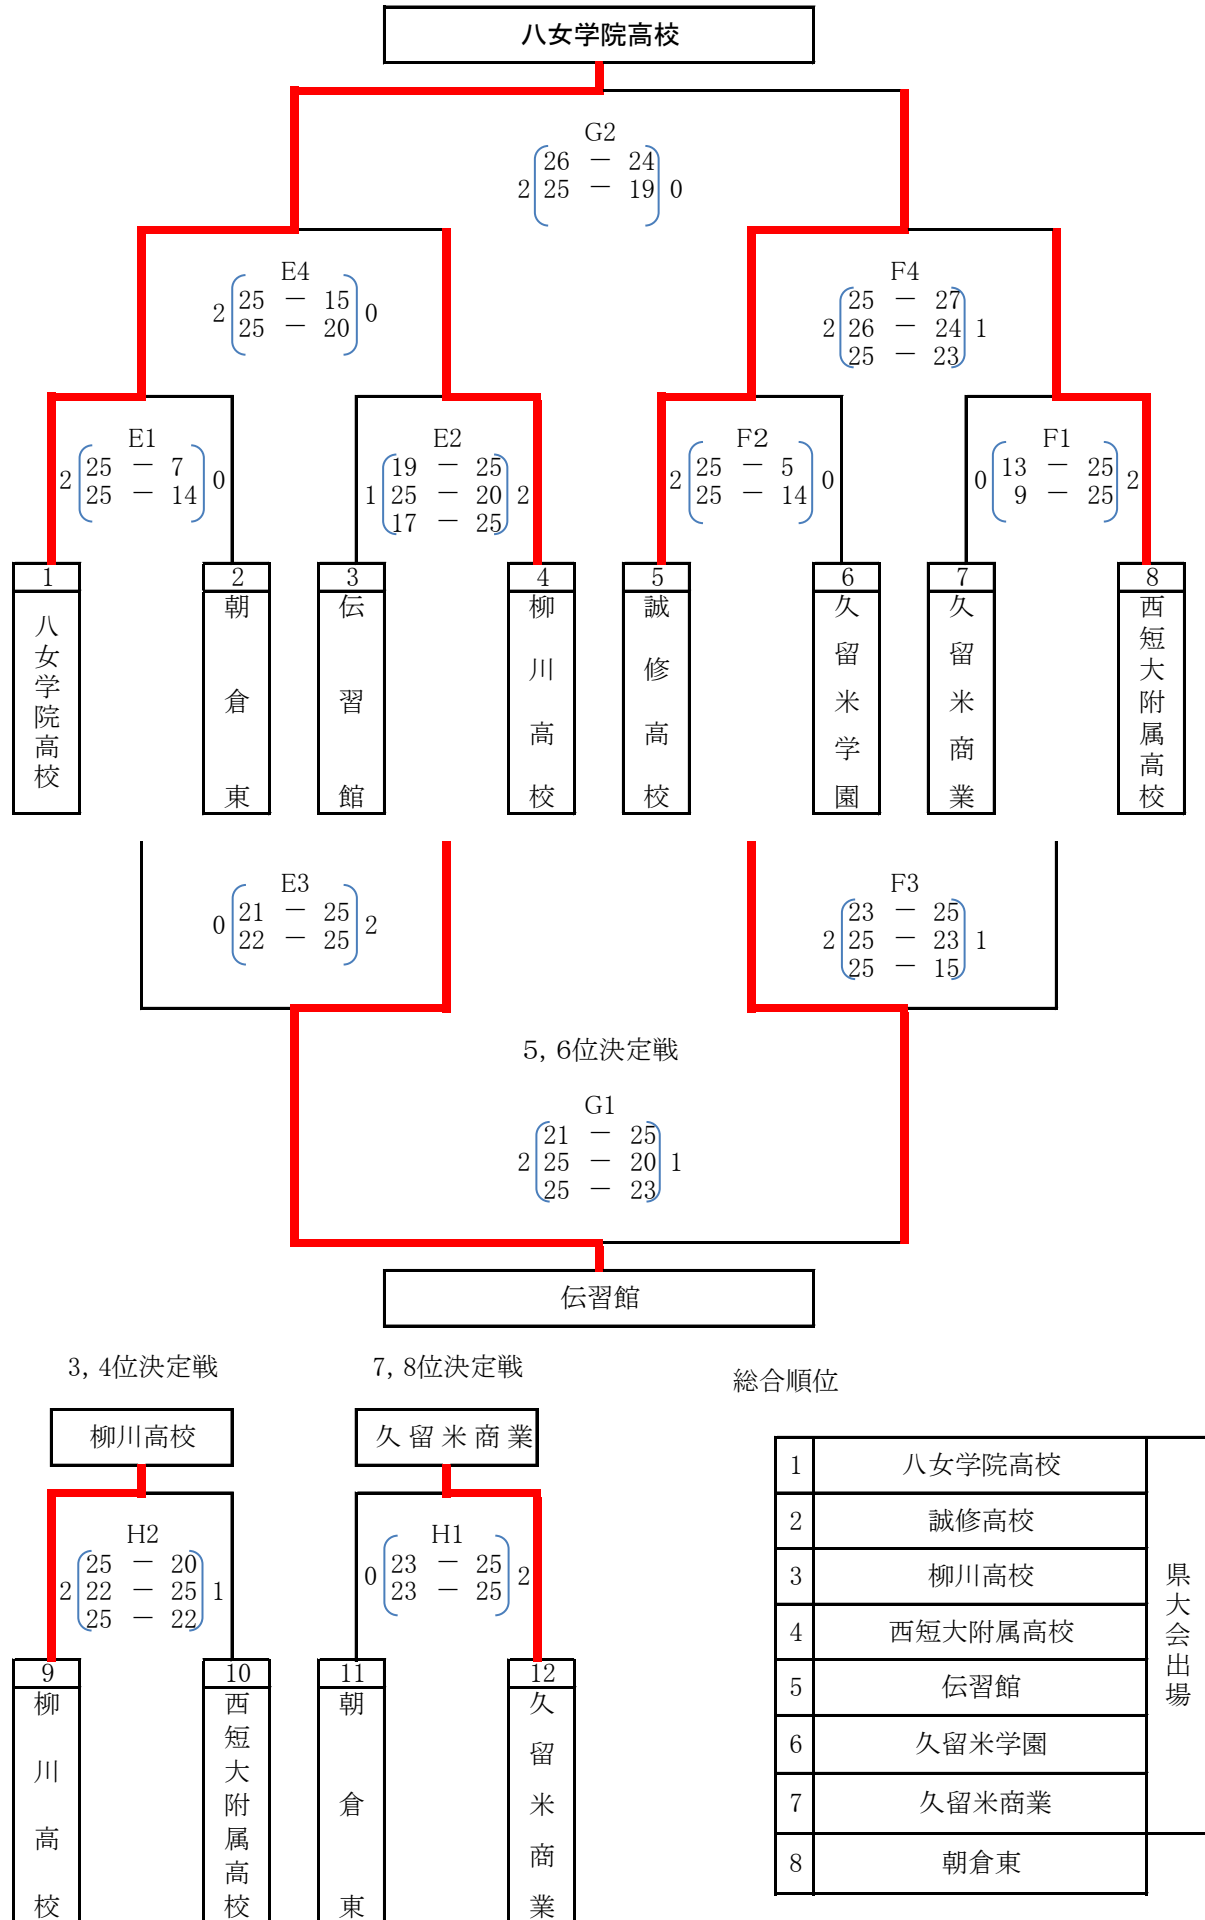 八女学院高校
G2
2 26 － 24 0
25 － 19
E4
2 25 － 15 0
25 － 20
F4
25 － 27
2 26 － 24 1
25 － 23
E1
2 25 － 7 0
25 － 14
E2
19 － 25
1 25 － 20 2
17 － 25
F2
2 25 － 5 0
25 － 14
F1
0 13 － 25 2
9 － 25
1 2 3 4 5 6 7 8
八女学院高校
朝倉東
伝習館
柳川高校
誠修高校
久留米学園
久留米商業
西短大附属高校
E3
0 21 － 25 2
22 － 25
F3
23 － 25
2 25 － 23 1
25 － 15
5, 6位決定戦
G1
21 － 25
2 25 － 20 1
25 － 23
伝習館
3, 4位決定戦
柳川高校
H2
25 － 20
2 22 － 25 1
25 － 22
9 10
柳川高校
西短大附属高校
7, 8位決定戦
久留米商業
H1
0 23 － 25 2
23 － 25
11 12
朝倉東
久留米商業
総合順位
1 八女学院高校
2 誠修高校
3 柳川高校
4 西短大附属高校
5 伝習館
6 久留米学園
7 久留米商業
8 朝倉東
県大会出場